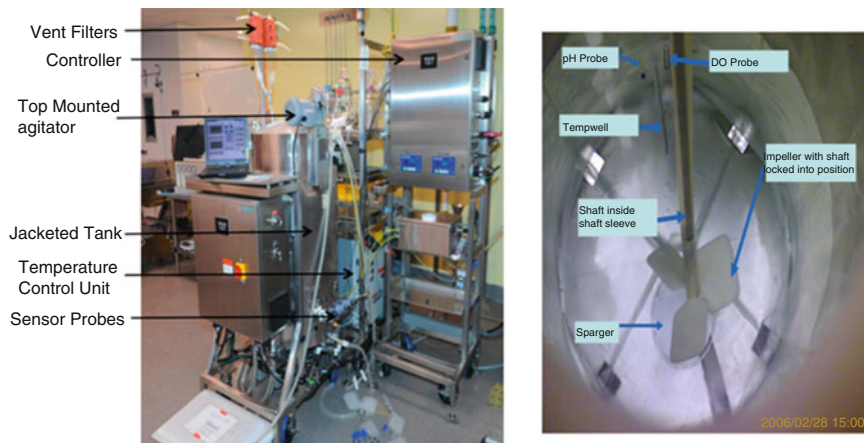 Vent Filters
Controller
Top Mounted
agitator
Jacketed Tank
Temperature
Control Unit
Sensor Probes
pH Probe
DO Probe
Tempwell
Impeller with shaft
locked into position
Shaft inside
shaft sleeve
Sparger
2006/02/28 15:00